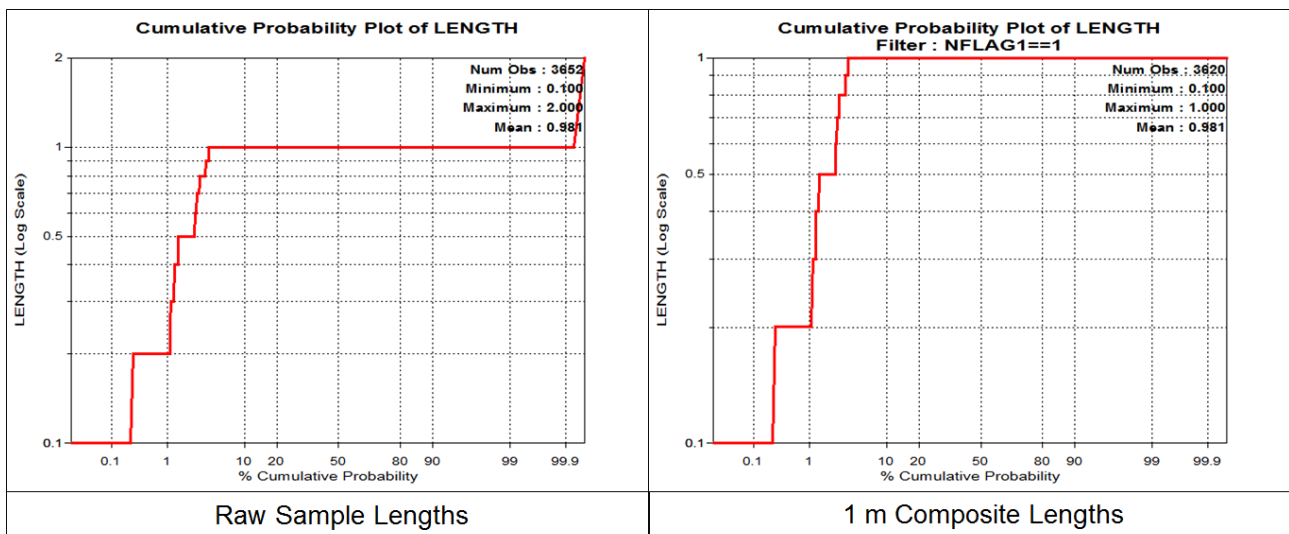 Cumulative Probability Plot of LENGTH
Num Obs : 3652
Minimum : 0.100
Maximum : 2.000
Mean : 0.981
LENGTH (Log Scale)
2
1
0.5
0.1
0.1 1 10 20 50 80 90 99 99.9
% Cumulative Probability
Raw Sample Lengths
Cumulative Probability Plot of LENGTH
Filter : NFLAG1==1
Num Obs : 3620
Minimum : 0.100
Maximum : 1.000
Mean : 0.981
LENGTH (Log Scale)
1
0.5
0.1
0.1 1 10 20 50 80 90 99 99.9
% Cumulative Probability
1 m Composite Lengths